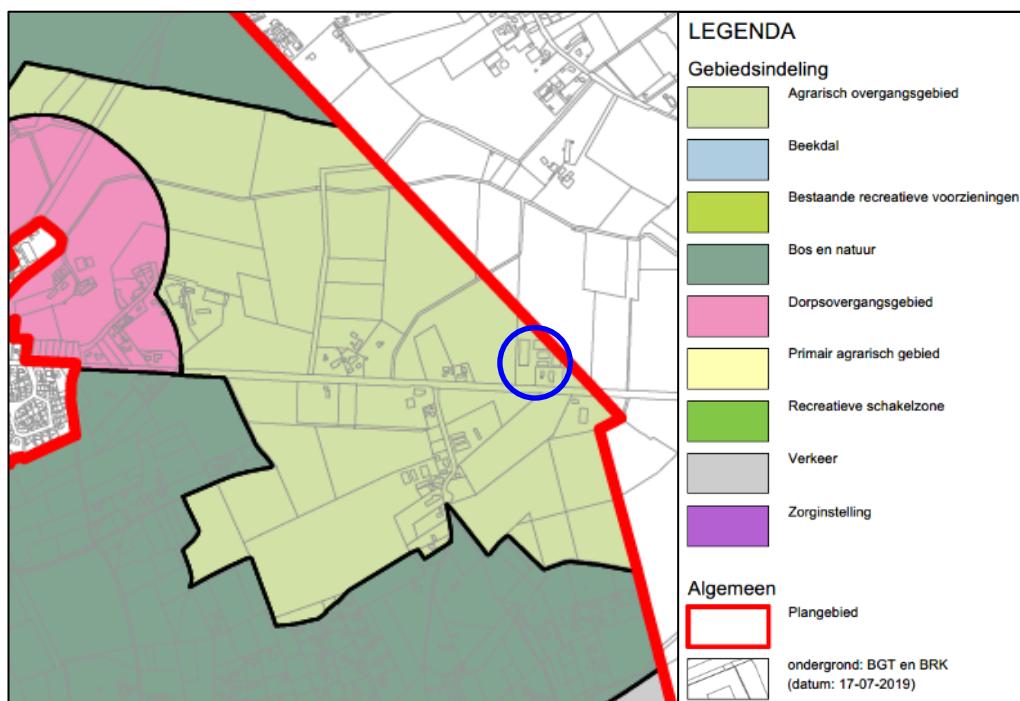 LEGENDA
Gebiedsindeling
Agrarisch overgangsgebied
Beekdal
Bestaande recreatieve voorzieningen
Bos en natuur
Dorpsovergangsgebied
Primair agrarisch gebied
Recreatieve schakelzone
Verkeer
Zorginstelling
Algemeen
Plangebied
ondergrond: BGT en BRK
(datum: 17-07-2019)